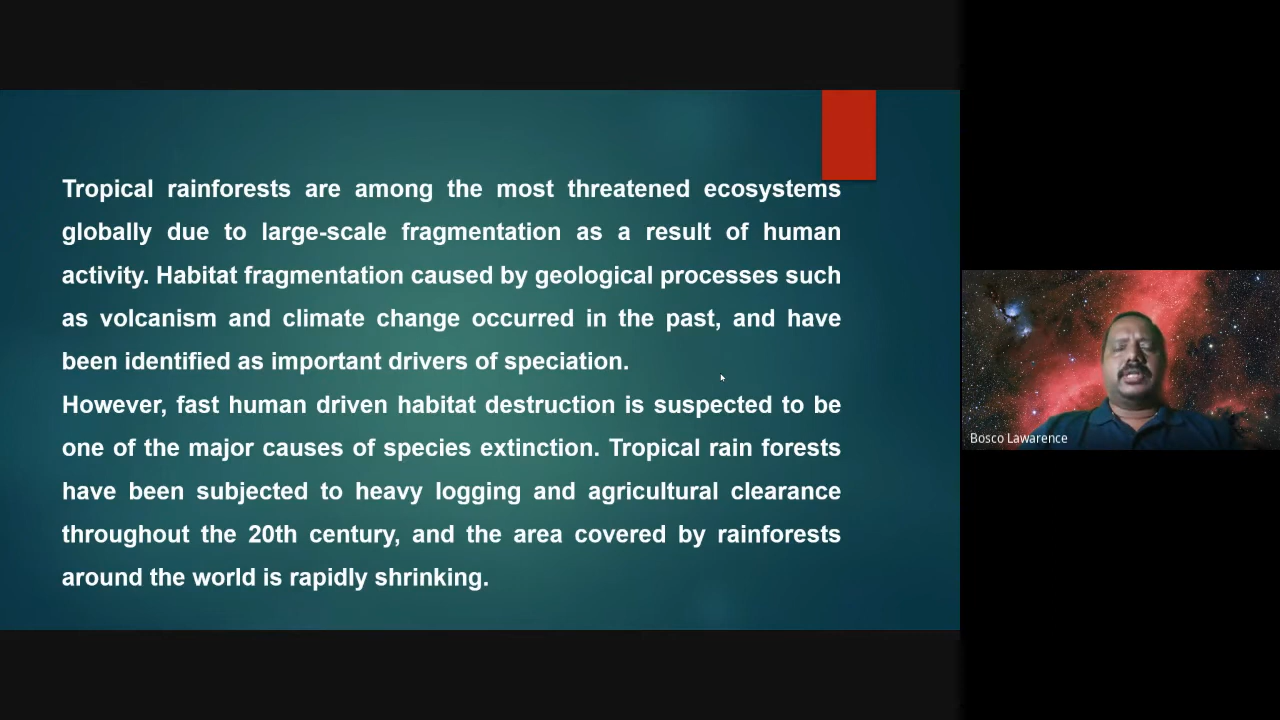 Tropical rainforests are among the most threatened ecosystems
globally due to large-scale fragmentation as a result of human
activity. Habitat fragmentation caused by geological processes such
as volcanism and climate change occurred in the past, and have
been identified as important drivers of speciation.
However, fast human driven habitat destruction is suspected to be
one of the major causes of species extinction. Tropical rain forests
have been subjected to heavy logging and agricultural clearance
throughout the 20th century, and the area covered by rainforests
around the world is rapidly shrinking.
Bosco Lawarence